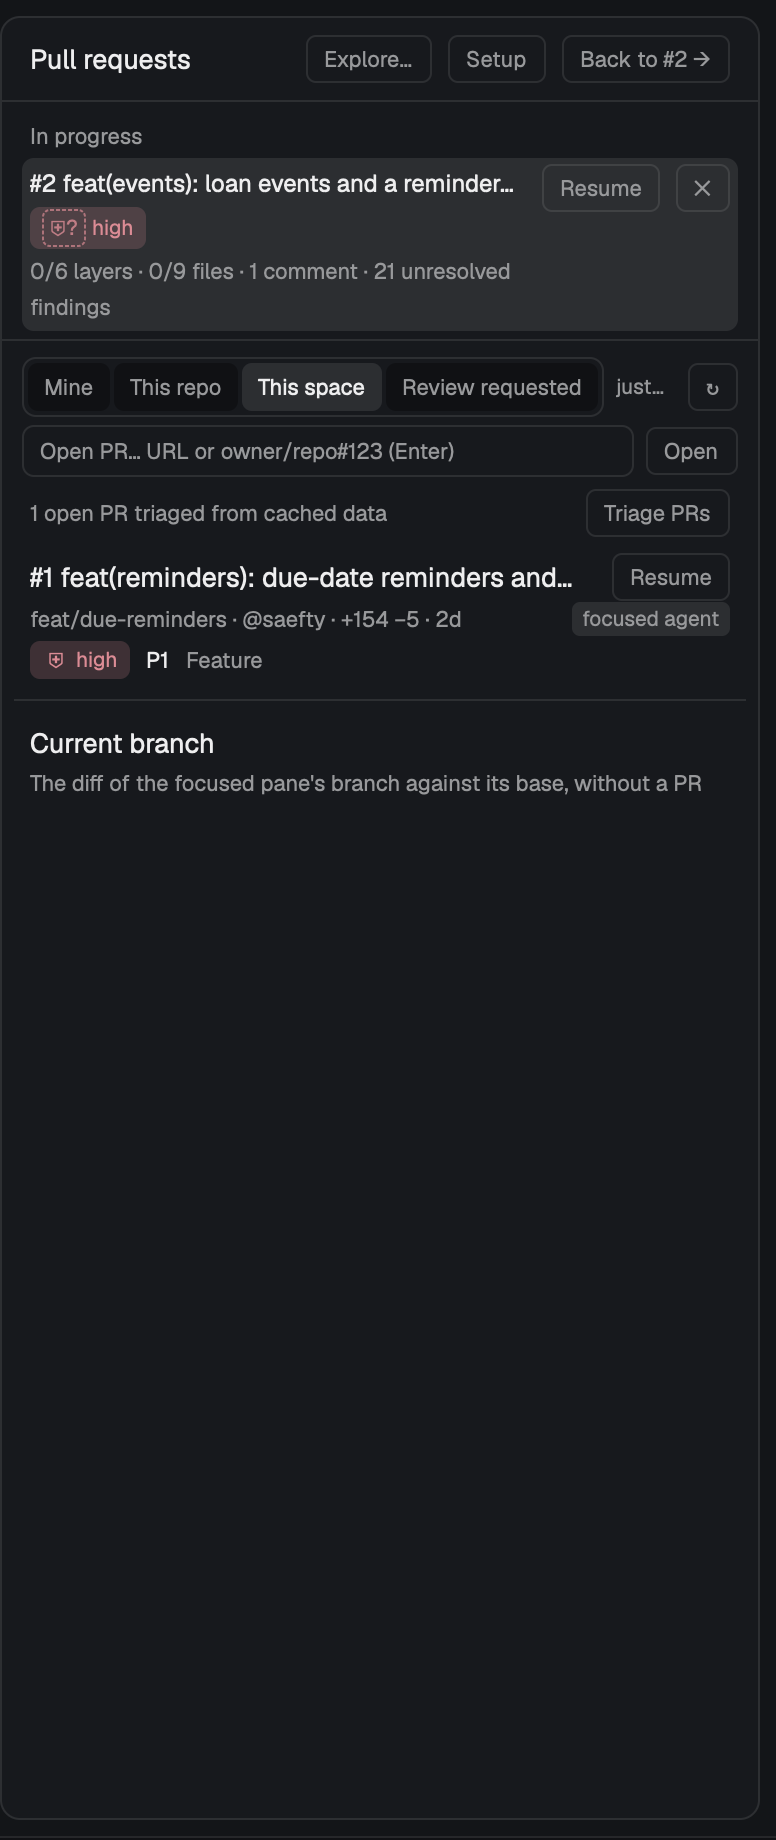 Pull requests Explore... Setup Back to #2 →
In progress
#2 feat(events): loan events and a reminder... Resume ×
? high
0/6 layers · 0/9 files · 1 comment · 21 unresolved
findings
Mine This repo This space Review requested just... ↻
Open PR... URL or owner/repo#123 (Enter) Open
1 open PR triaged from cached data Triage PRs
#1 feat(reminders): due-date reminders and... Resume
feat/due-reminders · @saefty · +154 −5 · 2d focused agent
high P1 Feature
Current branch
The diff of the focused pane's branch against its base, without a PR